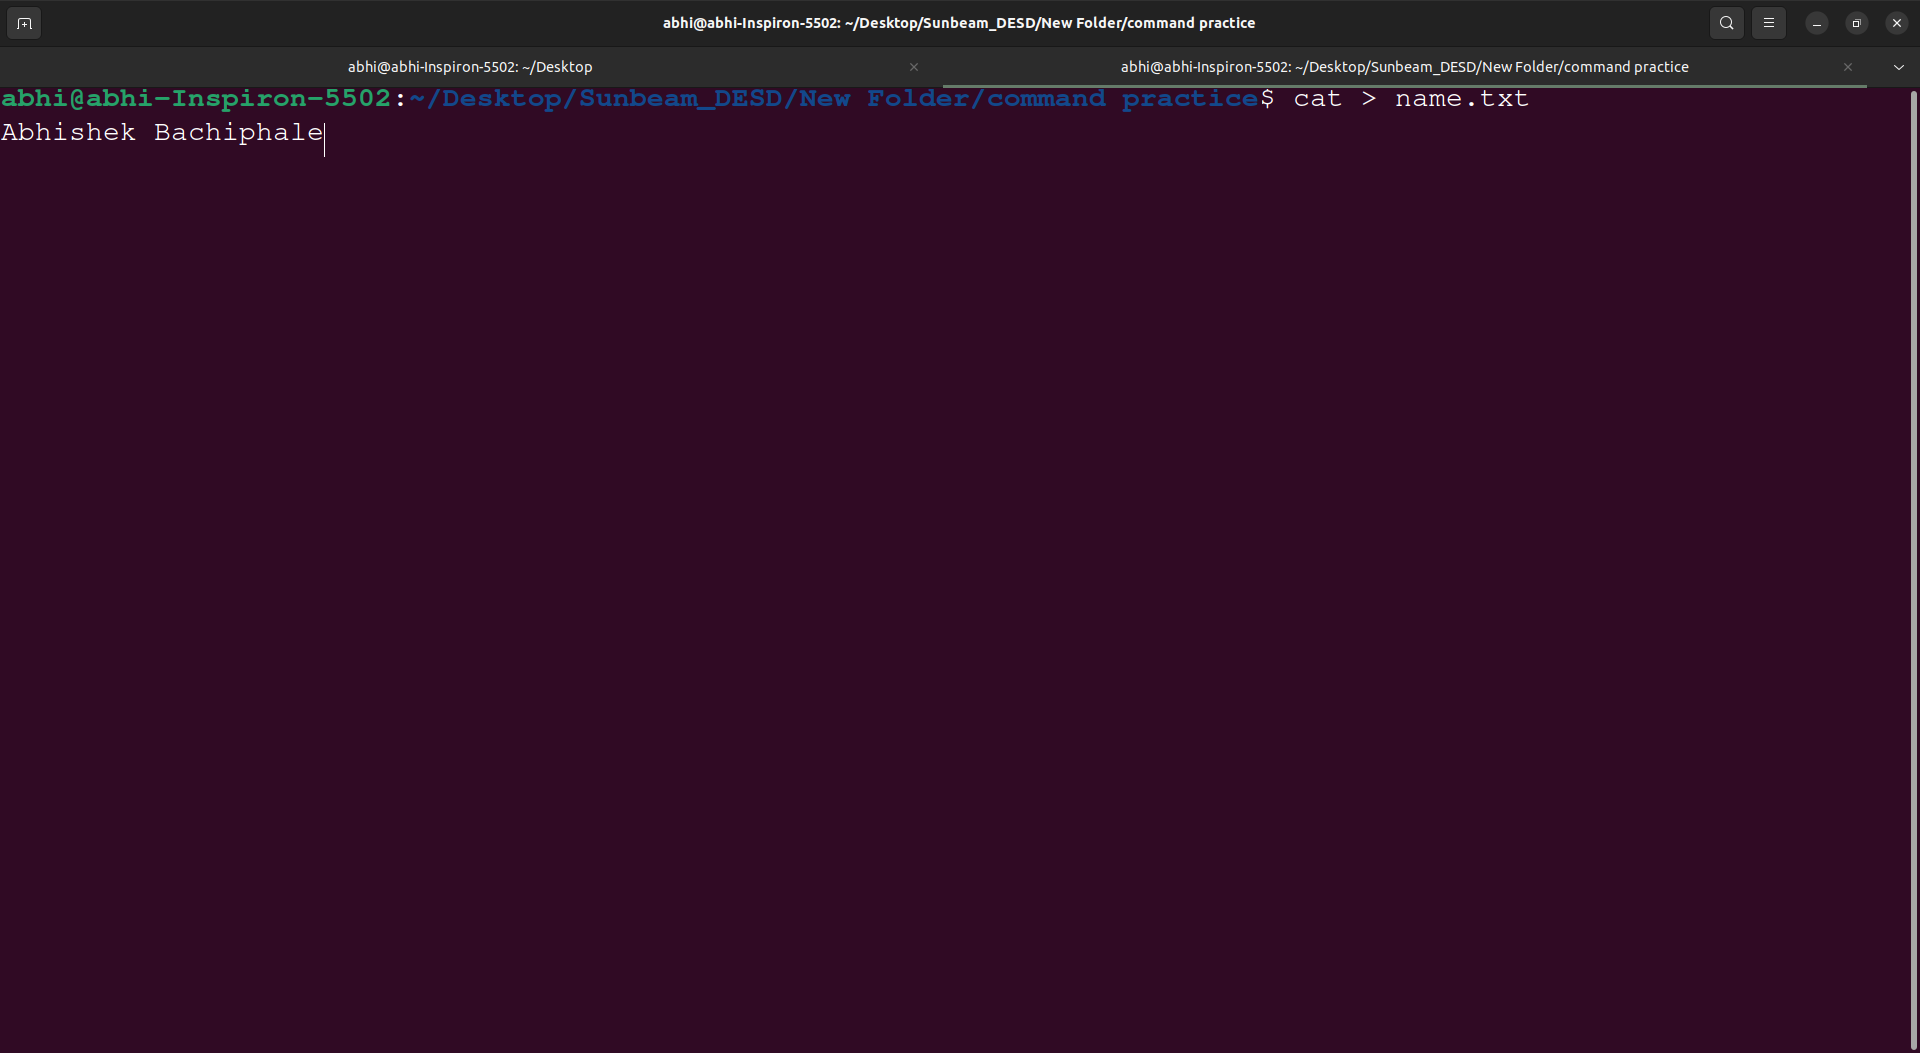 abhi@abhi-Inspiron-5502: ~/Desktop/Sunbeam_DESD/New Folder/command practice
abhi@abhi-Inspiron-5502: ~/Desktop
abhi@abhi-Inspiron-5502: ~/Desktop/Sunbeam_DESD/New Folder/command practice
abhi@abhi-Inspiron-5502:~/Desktop/Sunbeam_DESD/New Folder/command practice$ cat > name.txt
Abhishek Bachiphale